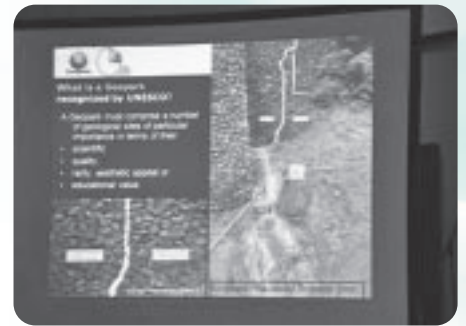 What is a Geopark
recognized by UNESCO?
A Geopark must comprise a number
of geological sites of particular
importance in terms of their
• scientific
• quality
• rarity, aesthetic appeal or
• educational value